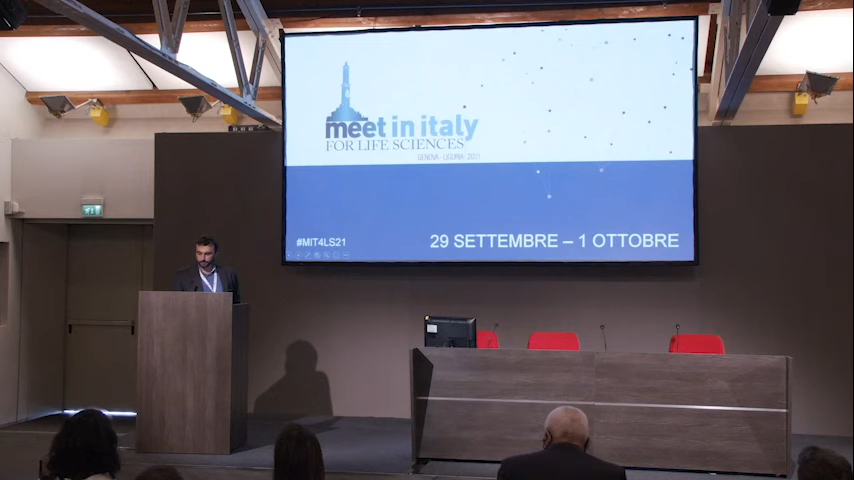 meet in italy
FOR LIFE SCIENCES
GENOVA - LIGURIA 2021
#MIT4LS21
29 SETTEMBRE – 1 OTTOBRE